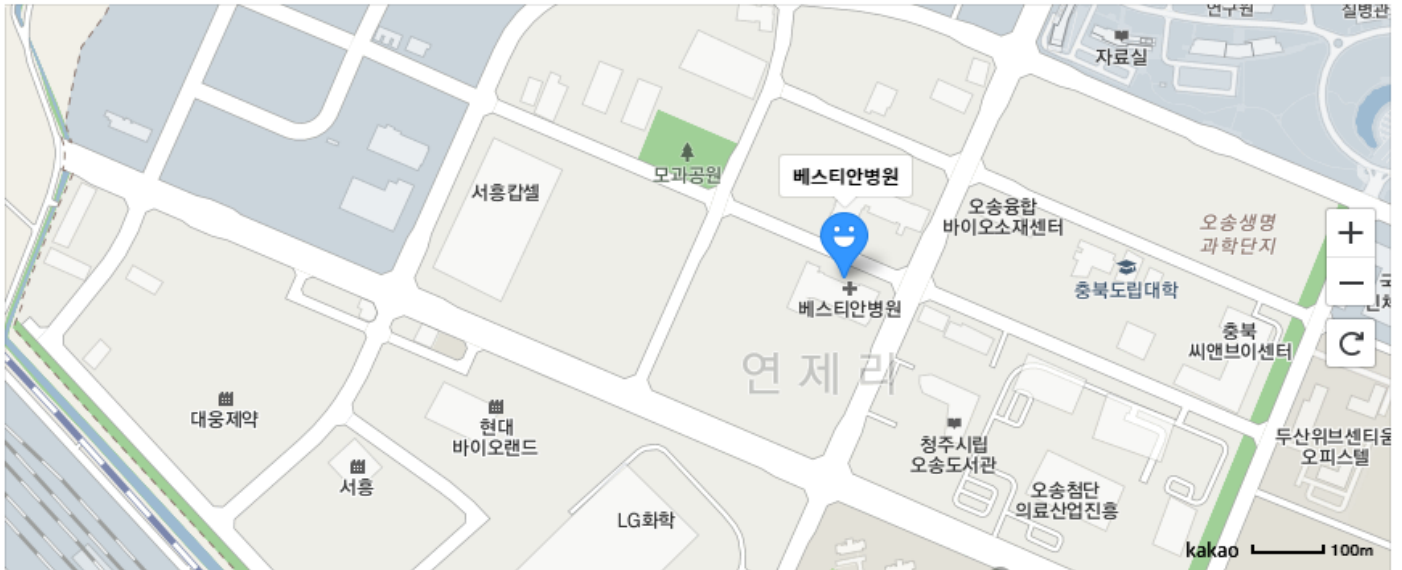 연구원
질병관
자료실
모과공원
베스티안병원
서흥캅셀
오송융합
바이오소재센터
오송생명
과학단지
충북도립대학
베스티안병원
충북
씨앤브이센터
연제리
대웅제약
현대
바이오랜드
청주시립
오송도서관
두산위브센티움
오피스텔
서흥
오송첨단
의료산업진흥
LG화학
kakao
100m